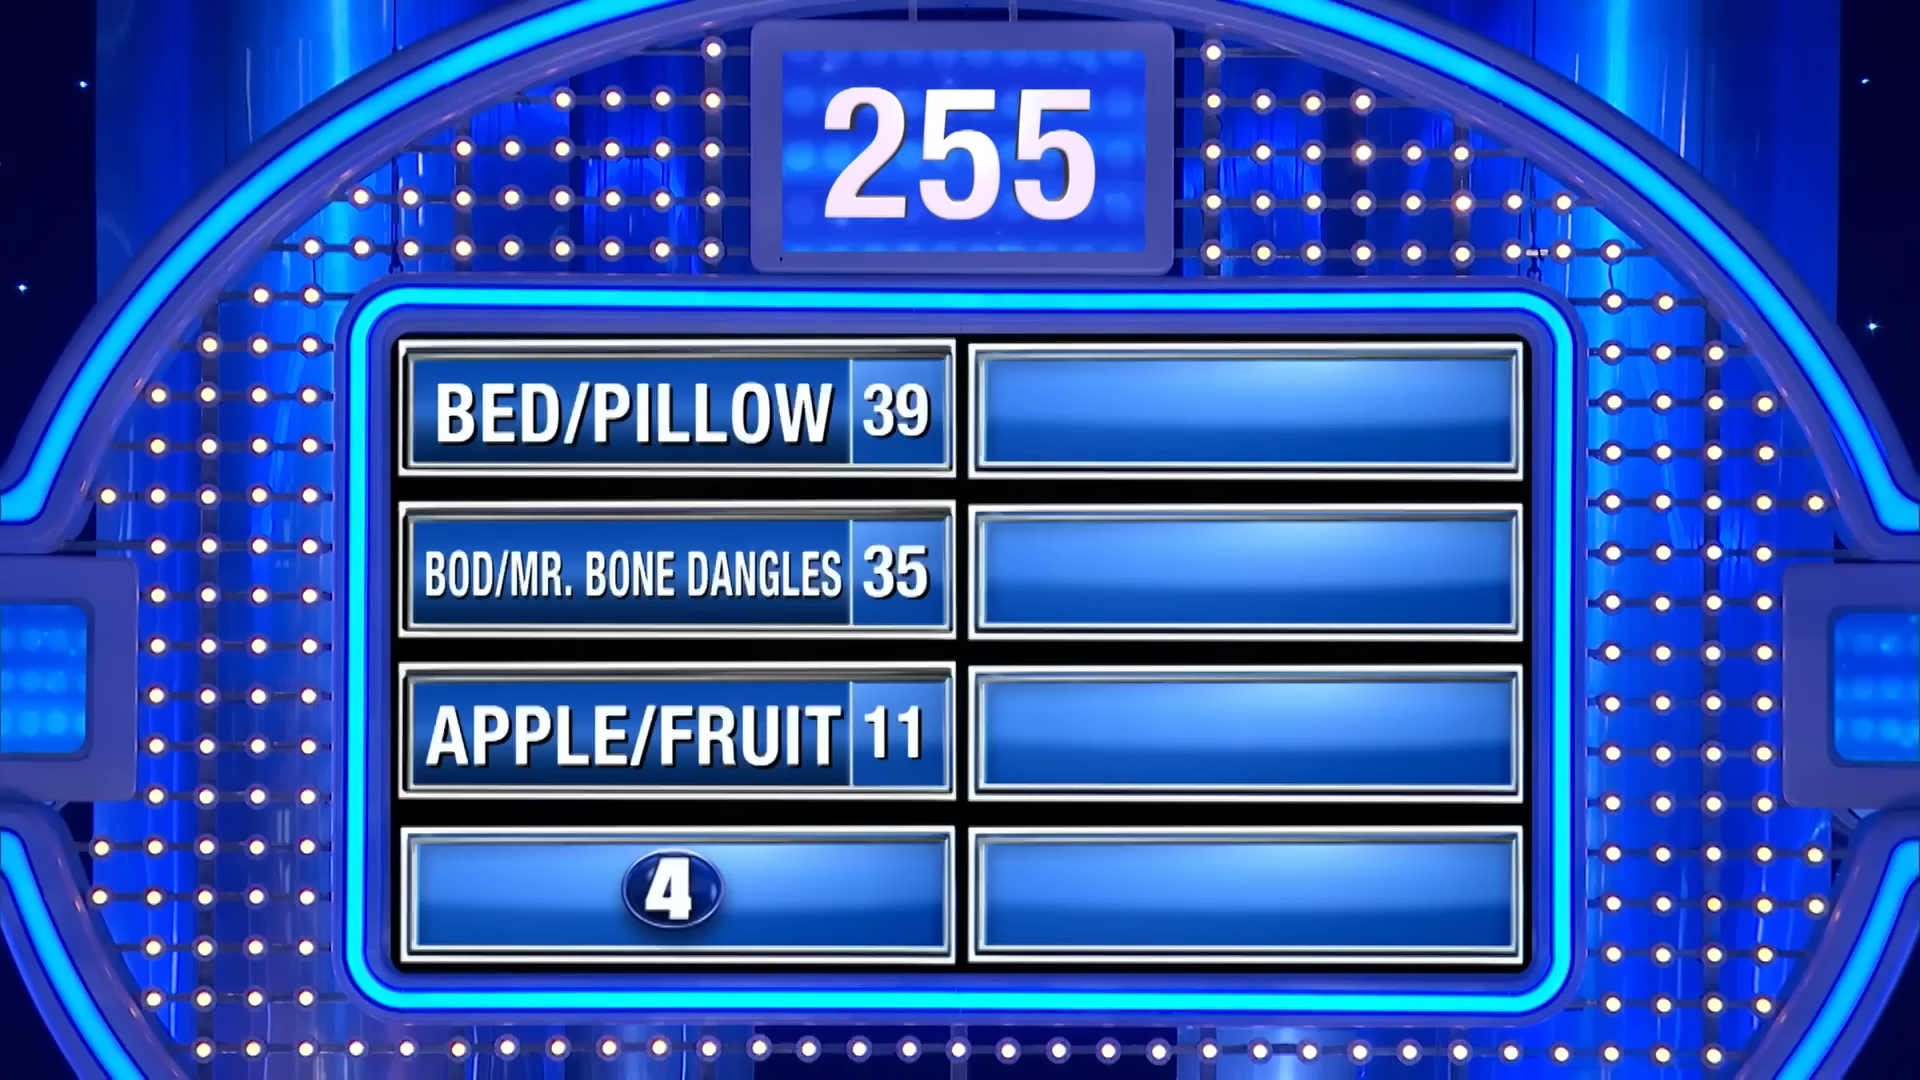 255
BED/PILLOW 39
BOD/MR. BONE DANGLES 35
APPLE/FRUIT 11
4